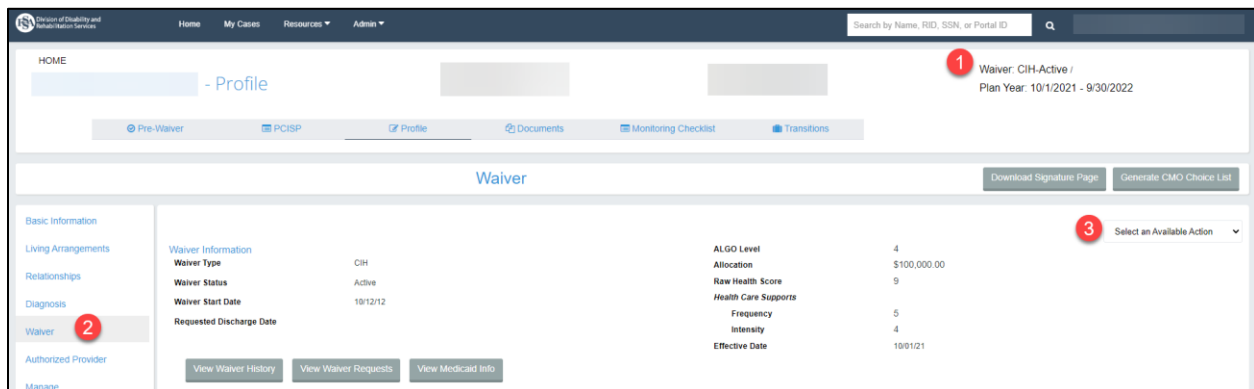 Division of Disability and
Rehabilitation Services
Home My Cases Resources Admin
Search by Name, RID, SSN, or Portal ID
HOME
- Profile
1
Waiver: CIH-Active /
Plan Year: 10/1/2021 - 9/30/2022
Pre-Waiver PCISP Profile Documents Monitoring Checklist Transitions
Waiver
Download Signature Page Generate CMO Choice List
Basic Information
Living Arrangements
Relationships
Diagnosis
Waiver 2
Authorized Provider
Manage
Waiver Information
Waiver Type CIH
Waiver Status Active
Waiver Start Date 10/12/12
Requested Discharge Date
View Waiver History View Waiver Requests View Medicaid Info
3 Select an Available Action
ALGO Level 4
Allocation $100,000.00
Raw Health Score 9
Health Care Supports
Frequency 5
Intensity 4
Effective Date 10/01/21